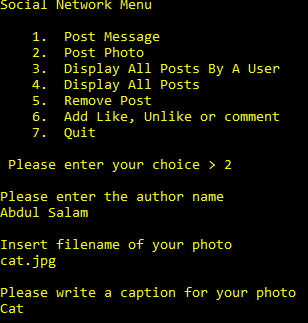 Social Network Menu
1. Post Message
2. Post Photo
3. Display All Posts By A User
4. Display All Posts
5. Remove Post
6. Add Like, Unlike or comment
7. Quit
Please enter your choice > 2
Please enter the author name
Abdul Salam
Insert filename of your photo
cat.jpg
Please write a caption for your photo
Cat